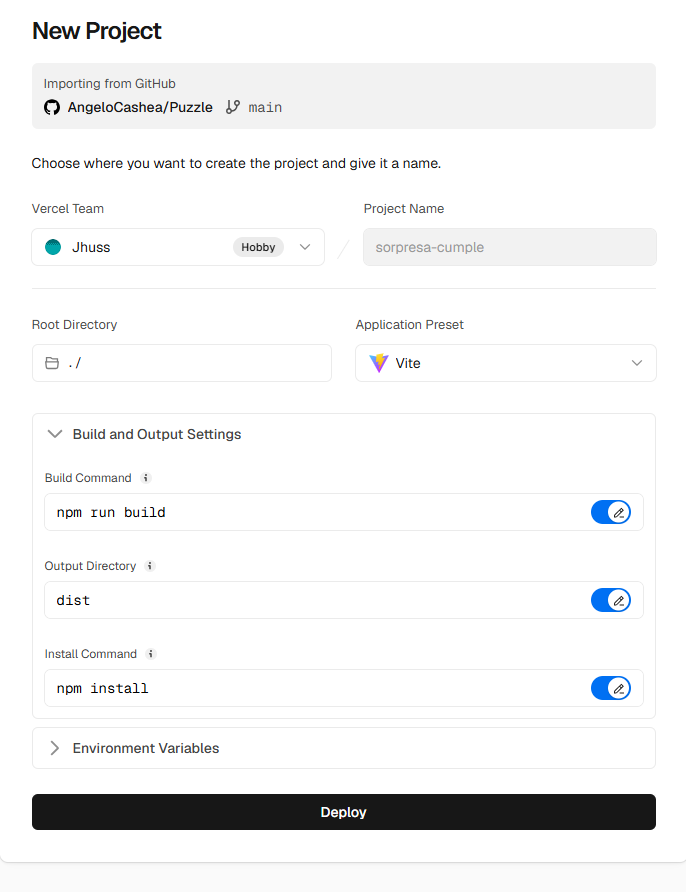 New Project
Importing from GitHub
AngeloCashea/Puzzle main
Choose where you want to create the project and give it a name.
Vercel Team
Project Name
Jhuss Hobby
sorpresa-cumple
Root Directory
Application Preset
./
Vite
Build and Output Settings
Build Command
npm run build
Output Directory
dist
Install Command
npm install
Environment Variables
Deploy